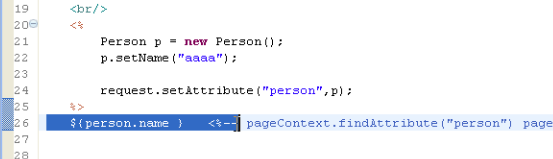 19 <br/>
20 <%
21 Person p = new Person();
22 p.setName("aaaa");
23
24 request.setAttribute("person",p);
25 %>
26 ${person.name } <%-- pageContext.findAttribute("person") page
27
28